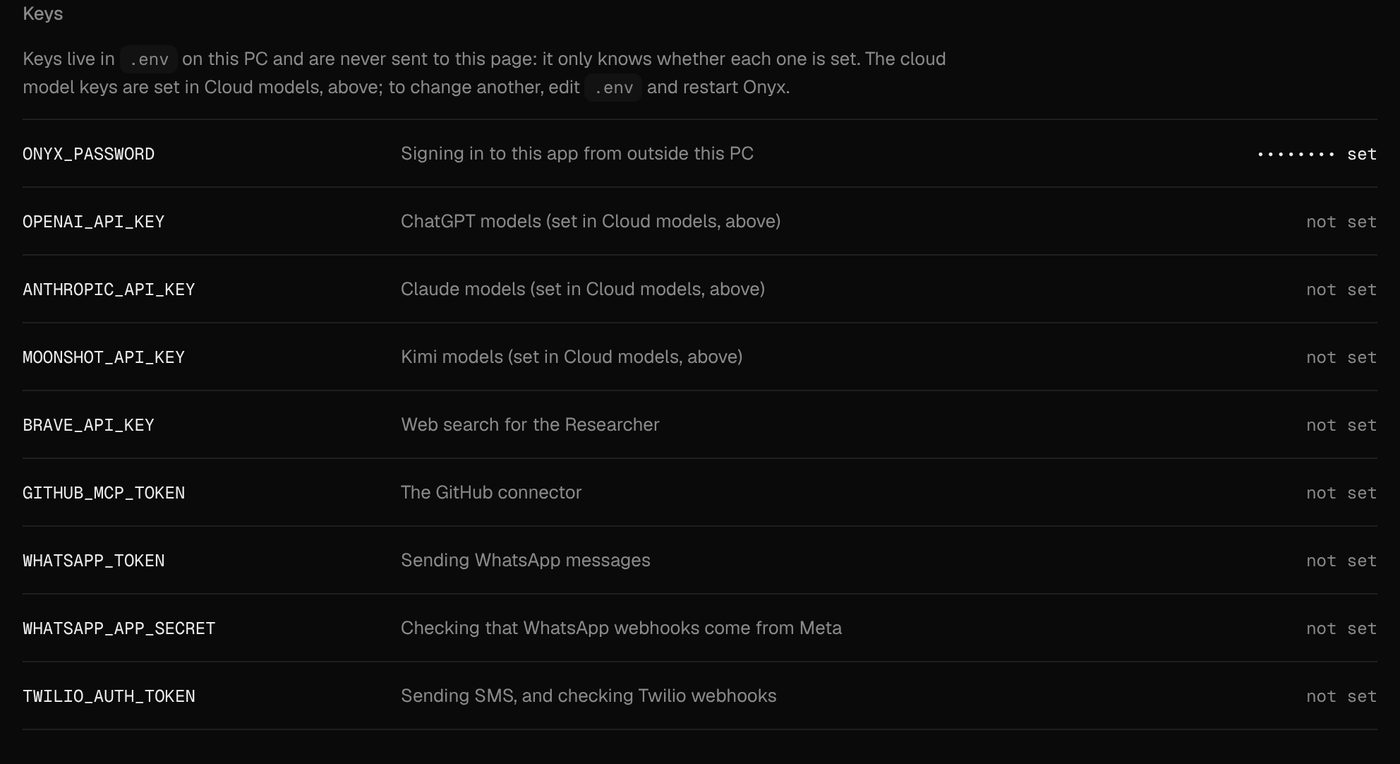 Keys
Keys live in .env on this PC and are never sent to this page: it only knows whether each one is set. The cloud
model keys are set in Cloud models, above; to change another, edit .env and restart Onyx.
ONYX_PASSWORD Signing in to this app from outside this PC •••••••• set
OPENAI_API_KEY ChatGPT models (set in Cloud models, above) not set
ANTHROPIC_API_KEY Claude models (set in Cloud models, above) not set
MOONSHOT_API_KEY Kimi models (set in Cloud models, above) not set
BRAVE_API_KEY Web search for the Researcher not set
GITHUB_MCP_TOKEN The GitHub connector not set
WHATSAPP_TOKEN Sending WhatsApp messages not set
WHATSAPP_APP_SECRET Checking that WhatsApp webhooks come from Meta not set
TWILIO_AUTH_TOKEN Sending SMS, and checking Twilio webhooks not set